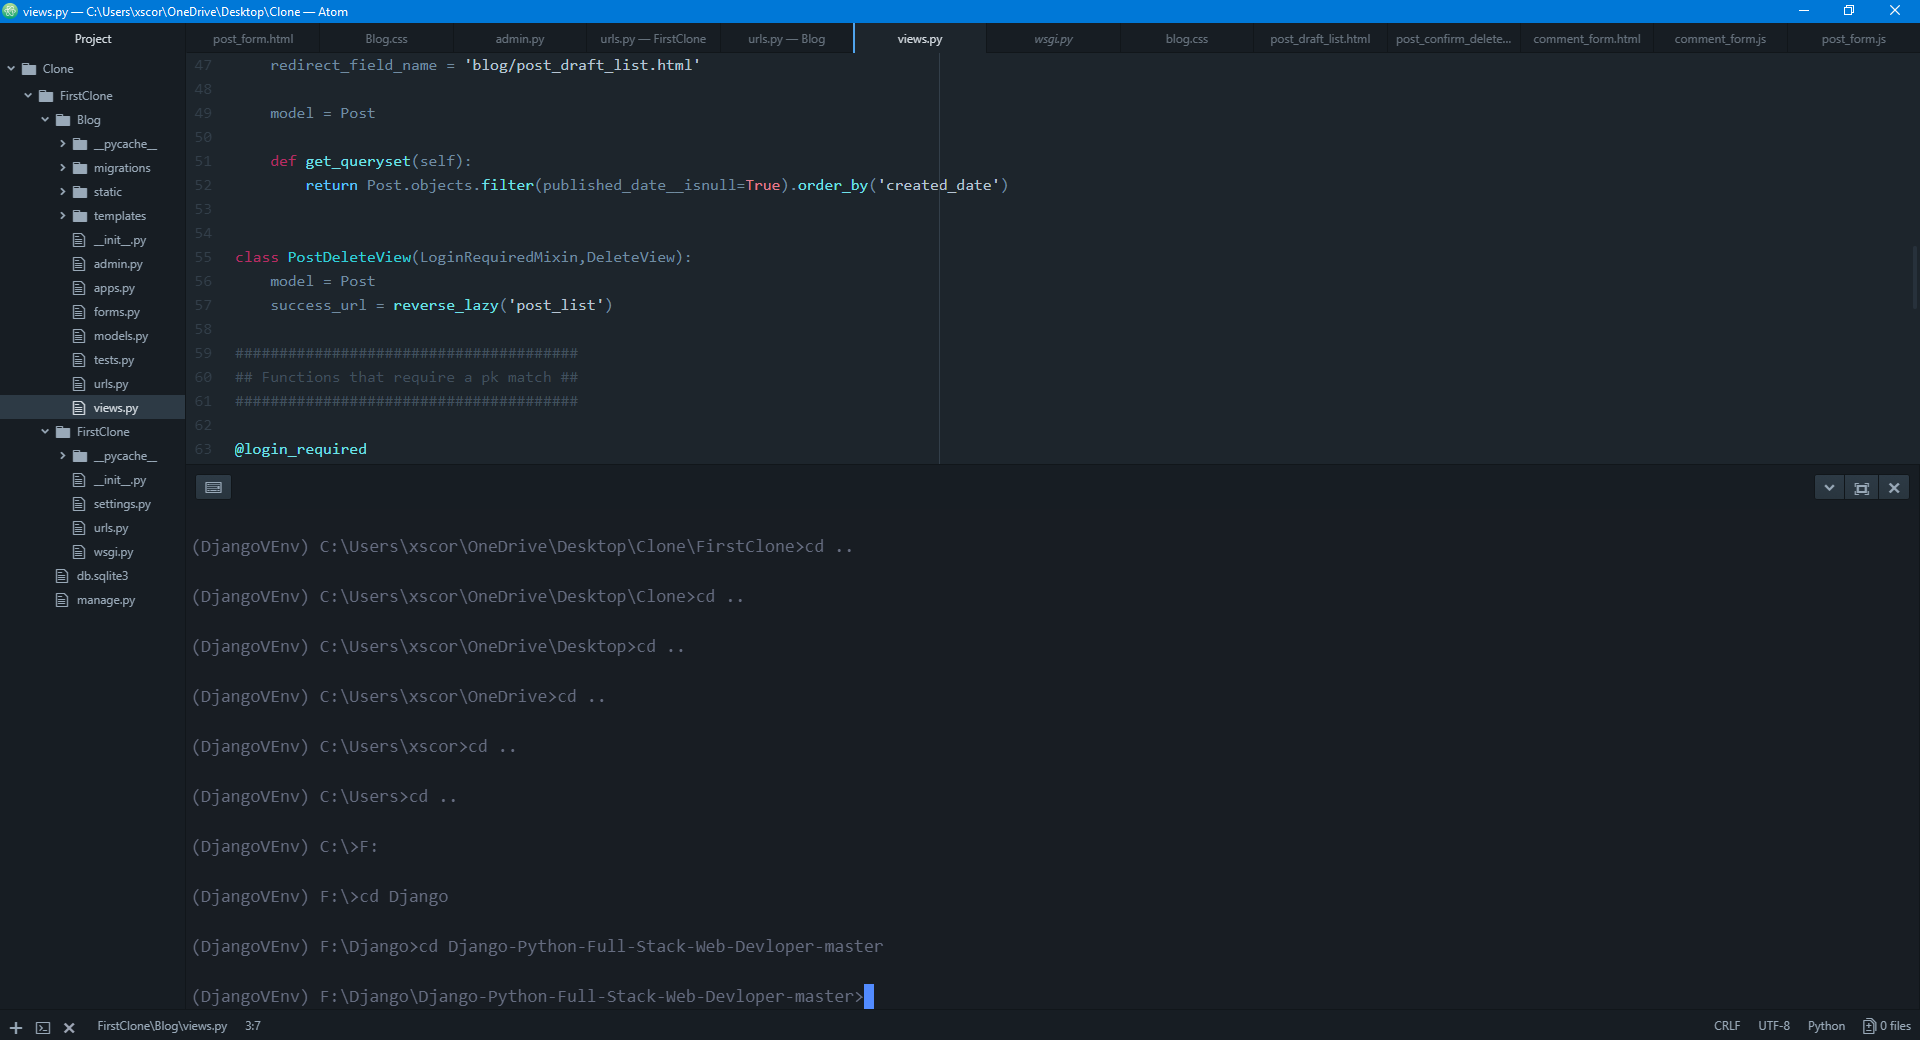 views.py — C:\Users\xscor\OneDrive\Desktop\Clone — Atom
Project
post_form.html
Blog.css
admin.py
urls.py — FirstClone
urls.py — Blog
views.py
wsgi.py
blog.css
post_draft_list.html
post_confirm_delete...
comment_form.html
comment_form.js
post_form.js
Clone
FirstClone
Blog
__pycache__
migrations
static
templates
__init__.py
admin.py
apps.py
forms.py
models.py
tests.py
urls.py
views.py
FirstClone
__pycache__
__init__.py
settings.py
urls.py
wsgi.py
db.sqlite3
manage.py
47 redirect_field_name = 'blog/post_draft_list.html'
48
49 model = Post
50
51 def get_queryset(self):
52 return Post.objects.filter(published_date__isnull=True).order_by('created_date')
53
54
55 class PostDeleteView(LoginRequiredMixin,DeleteView):
56 model = Post
57 success_url = reverse_lazy('post_list')
58
59 #######################################
60 ## Functions that require a pk match ##
61 #######################################
62
63 @login_required
(DjangoVEnv) C:\Users\xscor\OneDrive\Desktop\Clone\FirstClone>cd ..
(DjangoVEnv) C:\Users\xscor\OneDrive\Desktop\Clone>cd ..
(DjangoVEnv) C:\Users\xscor\OneDrive\Desktop>cd ..
(DjangoVEnv) C:\Users\xscor\OneDrive>cd ..
(DjangoVEnv) C:\Users\xscor>cd ..
(DjangoVEnv) C:\Users>cd ..
(DjangoVEnv) C:\>F:
(DjangoVEnv) F:\>cd Django
(DjangoVEnv) F:\Django>cd Django-Python-Full-Stack-Web-Devloper-master
(DjangoVEnv) F:\Django\Django-Python-Full-Stack-Web-Devloper-master>
FirstClone\Blog\views.py 3:7
CRLF UTF-8 Python 0 files